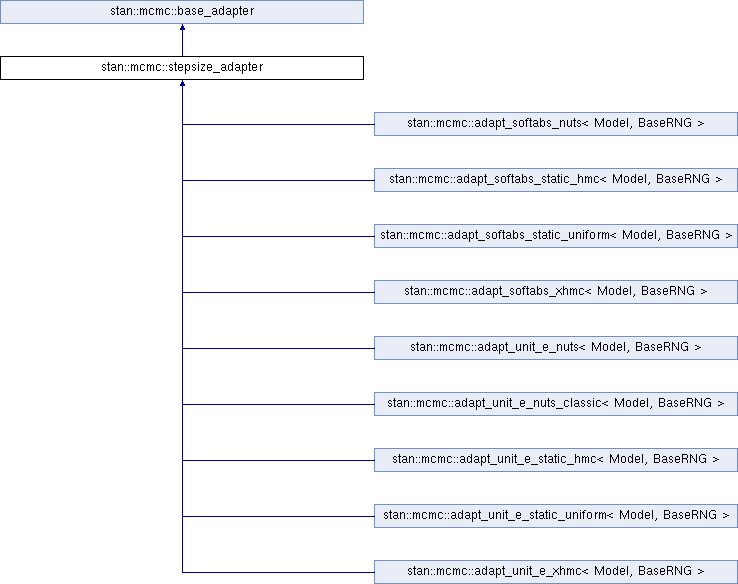 stan::mcmc::base_adapter
stan::mcmc::stepsize_adapter
stan::mcmc::adapt_softabs_nuts< Model, BaseRNG >
stan::mcmc::adapt_softabs_static_hmc< Model, BaseRNG >
stan::mcmc::adapt_softabs_static_uniform< Model, BaseRNG >
stan::mcmc::adapt_softabs_xhmc< Model, BaseRNG >
stan::mcmc::adapt_unit_e_nuts< Model, BaseRNG >
stan::mcmc::adapt_unit_e_nuts_classic< Model, BaseRNG >
stan::mcmc::adapt_unit_e_static_hmc< Model, BaseRNG >
stan::mcmc::adapt_unit_e_static_uniform< Model, BaseRNG >
stan::mcmc::adapt_unit_e_xhmc< Model, BaseRNG >